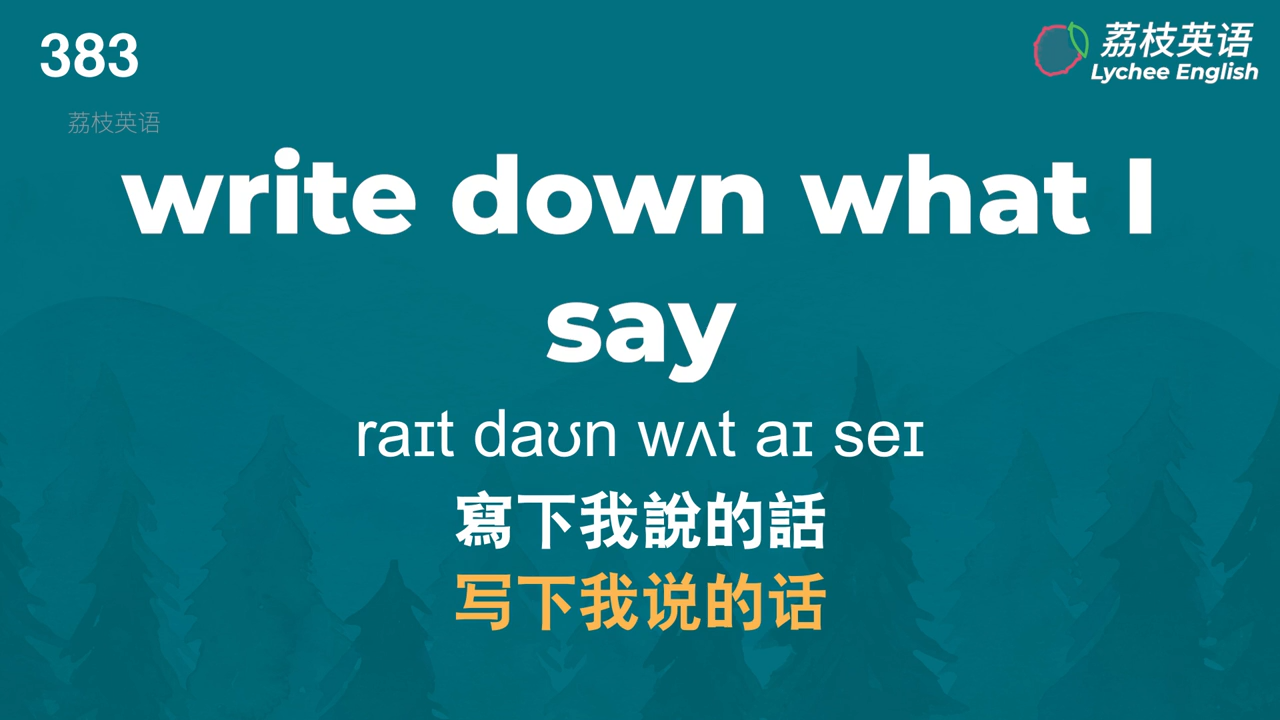 383
荔枝英语
Lychee English
荔枝英语
write down what I
say
raɪt daʊn wʌt aɪ seɪ
寫下我說的話
写下我说的话